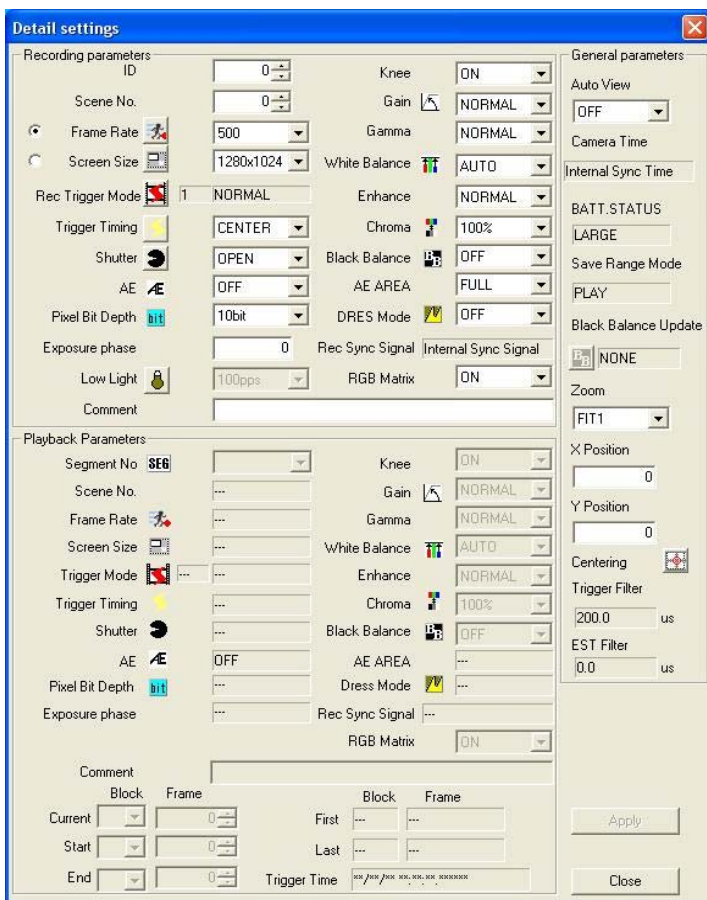 Detail settings
Recording parameters
ID 0 Knee ON
Scene No. 0 Gain NORMAL
Frame Rate 500 Gamma NORMAL
Screen Size 1280x1024 White Balance AUTO
Rec Trigger Mode 1 NORMAL Enhance NORMAL
Trigger Timing CENTER Chroma 100%
Shutter OPEN Black Balance BB OFF
AE Æ OFF AE AREA FULL
Pixel Bit Depth bit 10bit DRES Mode OFF
Exposure phase 0 Rec Sync Signal Internal Sync Signal
Low Light 100pps RGB Matrix ON
Comment
Playback Parameters
Segment No SEG Knee ON
Scene No. --- Gain NORMAL
Frame Rate --- Gamma NORMAL
Screen Size --- White Balance AUTO
Trigger Mode --- --- Enhance NORMAL
Trigger Timing --- Chroma 100%
Shutter --- Black Balance BB OFF
AE Æ OFF AE AREA ---
Pixel Bit Depth bit --- Dress Mode ---
Exposure phase --- Rec Sync Signal ---
RGB Matrix ON
Comment
Block Frame Block Frame
Current 0 First --- ---
Start 0 Last --- ---
End 0 Trigger Time **/**/** **:**:**.******
General parameters
Auto View
OFF
Camera Time
Internal Sync Time
BATT.STATUS
LARGE
Save Range Mode
PLAY
Black Balance Update
BB NONE
Zoom
FIT1
X Position
0
Y Position
0
Centering
Trigger Filter
200.0 us
EST Filter
0.0 us
Apply
Close